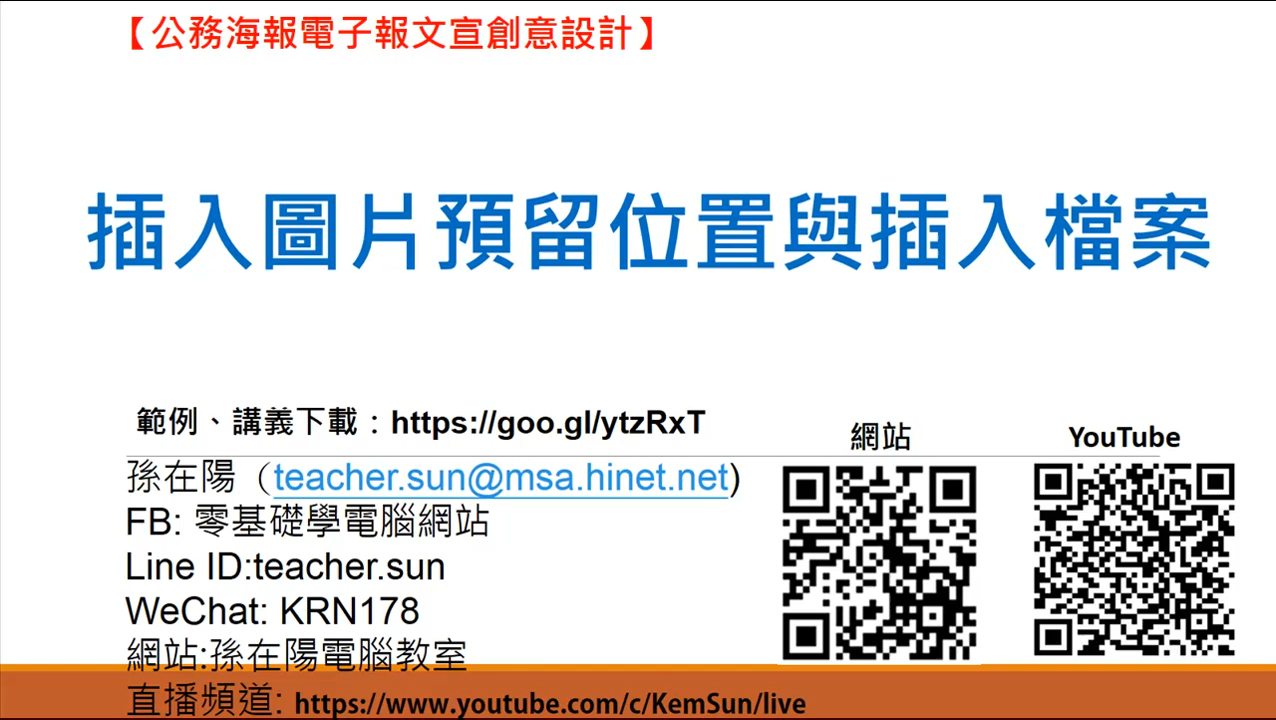 【公務海報電子報文宣創意設計】
插入圖片預留位置與插入檔案
範例、講義下載：https://goo.gl/ytzRxT
網站
YouTube
孫在陽（teacher.sun@msa.hinet.net)
FB: 零基礎學電腦網站
Line ID:teacher.sun
WeChat: KRN178
網站:孫在陽電腦教室
直播頻道: https://www.youtube.com/c/KemSun/live